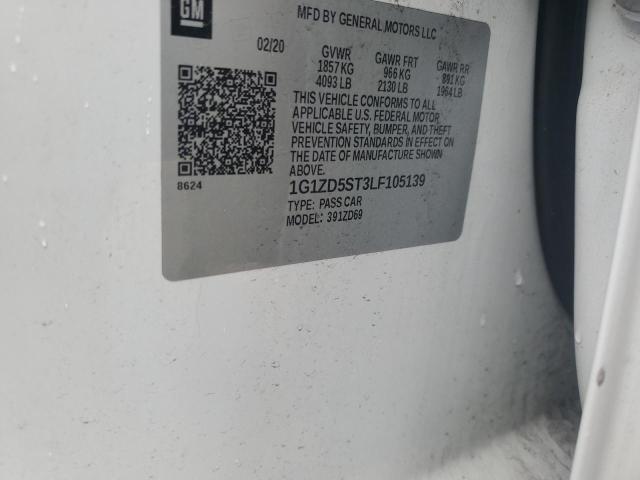 GM
MFD BY GENERAL MOTORS LLC
02/20
GVWR GAWR FRT GAWR RR
1857 KG 966 KG 891 KG
4093 LB 2130 LB 1964 LB
THIS VEHICLE CONFORMS TO ALL
APPLICABLE U.S. FEDERAL MOTOR
VEHICLE SAFETY, BUMPER, AND THEFT
PREVENTION STANDARDS IN EFFECT ON THE
DATE OF MANUFACTURE SHOWN
ABOVE.
8624
1G1ZD5ST3LF105139
TYPE: PASS CAR
MODEL: 391ZD69